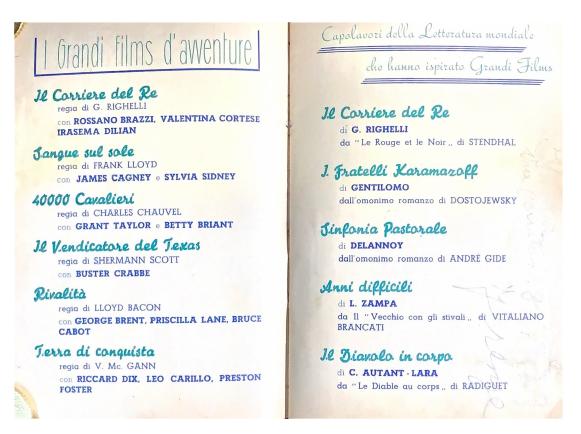 I Grandi films d'avventure
Il Corriere del Re
regia di G. RIGHELLI
con ROSSANO BRAZZI, VALENTINA CORTESE
IRASEMA DILIAN
Sangue sul sole
regia di FRANK LLOYD
con JAMES CAGNEY e SYLVIA SIDNEY
40000 Cavalieri
regia di CHARLES CHAUVEL
con GRANT TAYLOR e BETTY BRIANT
Il Vendicatore del Texas
regia di SHERMANN SCOTT
con BUSTER CRABBE
Rivalità
regia di LLOYD BACON
con GEORGE BRENT, PRISCILLA LANE, BRUCE
CABOT
Terra di conquista
regia di V. Mc. GANN
con RICCARD DIX, LEO CARILLO, PRESTON
FOSTER
Capolavori della Letteratura mondiale
che hanno ispirato Grandi Films
Il Corriere del Re
di G. RIGHELLI
da "Le Rouge et le Noir„ di STENDHAL
I Fratelli Karamazoff
di GENTILOMO
dall'omonimo romanzo di DOSTOJEWSKY
Sinfonia Pastorale
di DELANNOY
dall'omonimo romanzo di ANDRÉ GIDE
Anni difficili
di L. ZAMPA
da Il "Vecchio con gli stivali„ di VITALIANO
BRANCATI
Il Diavolo in corpo
di C. AUTANT-LARA
da "Le Diable au corps„ di RADIGUET